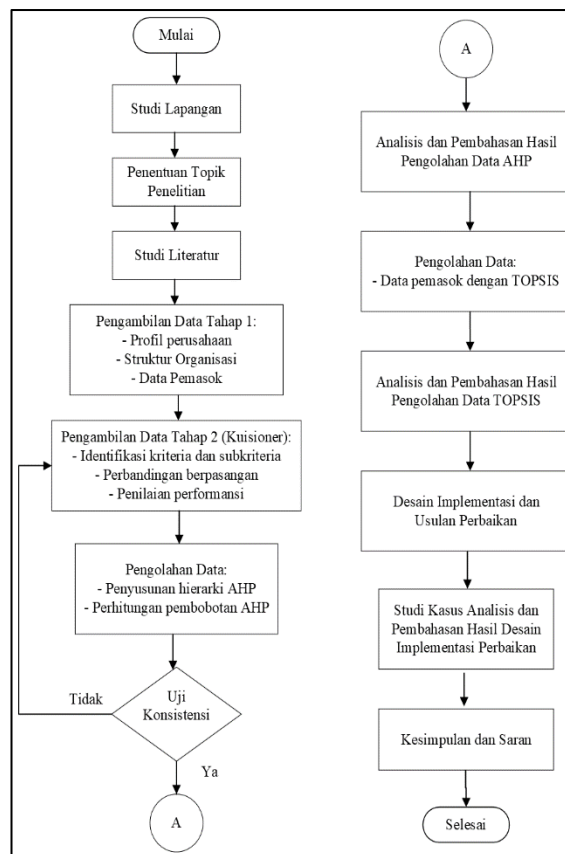 Mulai
Studi Lapangan
Penentuan Topik
Penelitian
Studi Literatur
Pengambilan Data Tahap 1:
- Profil perusahaan
- Struktur Organisasi
- Data Pemasok
Pengambilan Data Tahap 2 (Kuisioner):
- Identifikasi kriteria dan subkriteria
- Perbandingan berpasangan
- Penilaian performansi
Pengolahan Data:
- Penyusunan hierarki AHP
- Perhitungan pembobotan AHP
Tidak
Uji
Konsistensi
Ya
A
A
Analisis dan Pembahasan Hasil
Pengolahan Data AHP
Pengolahan Data:
- Data pemasok dengan TOPSIS
Analisis dan Pembahasan Hasil
Pengolahan Data TOPSIS
Desain Implementasi dan
Usulan Perbaikan
Studi Kasus Analisis dan
Pembahasan Hasil Desain
Implementasi Perbaikan
Kesimpulan dan Saran
Selesai